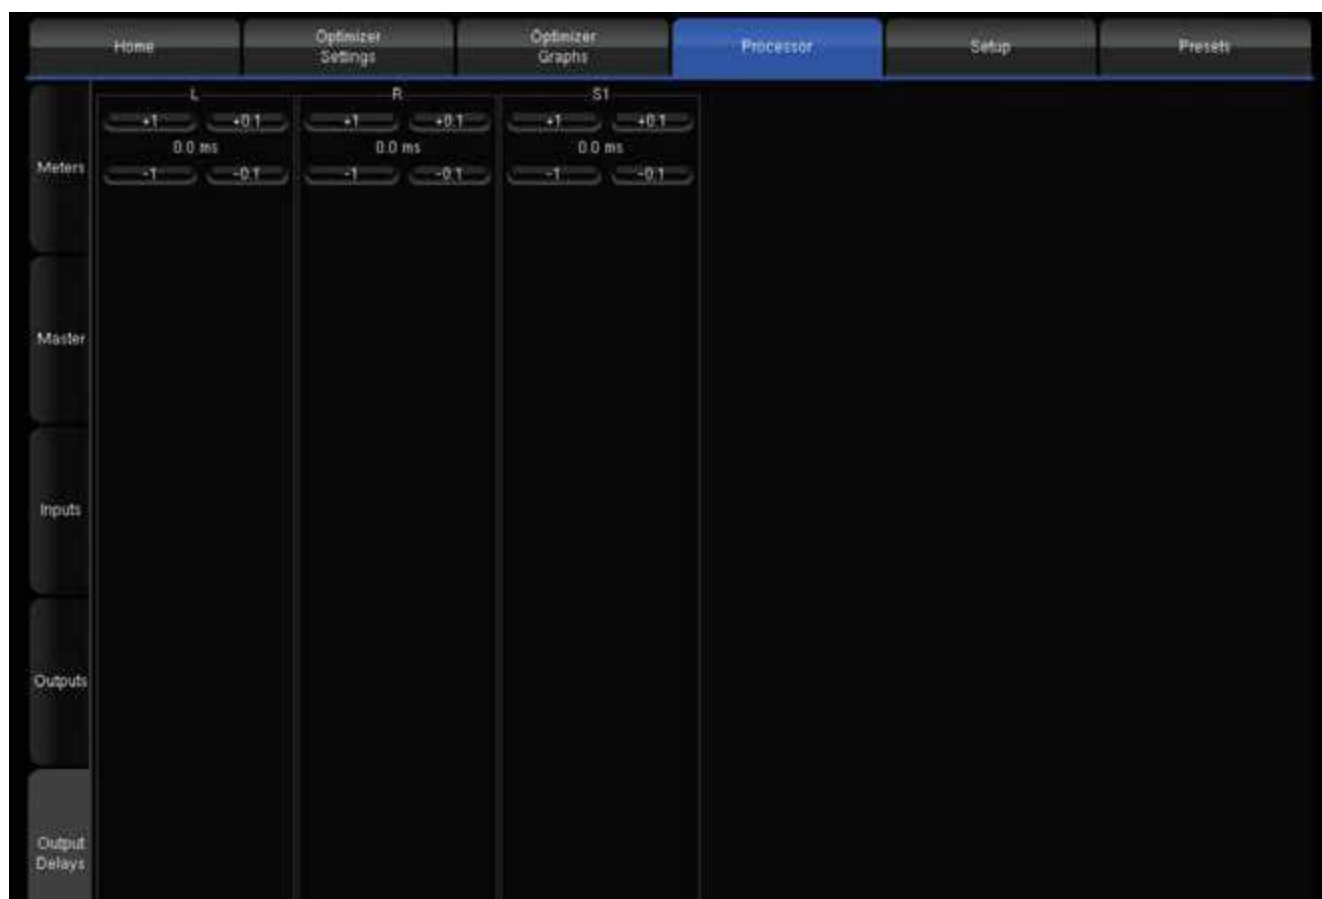 Home
Optimizer
Settings
Optimizer
Graphs
Processor
Setup
Presets
Meters
Master
Inputs
Outputs
Output
Delays
L
+1 +0.1
0.0 ms
-1 -0.1
R
+1 +0.1
0.0 ms
-1 -0.1
S1
+1 +0.1
0.0 ms
-1 -0.1